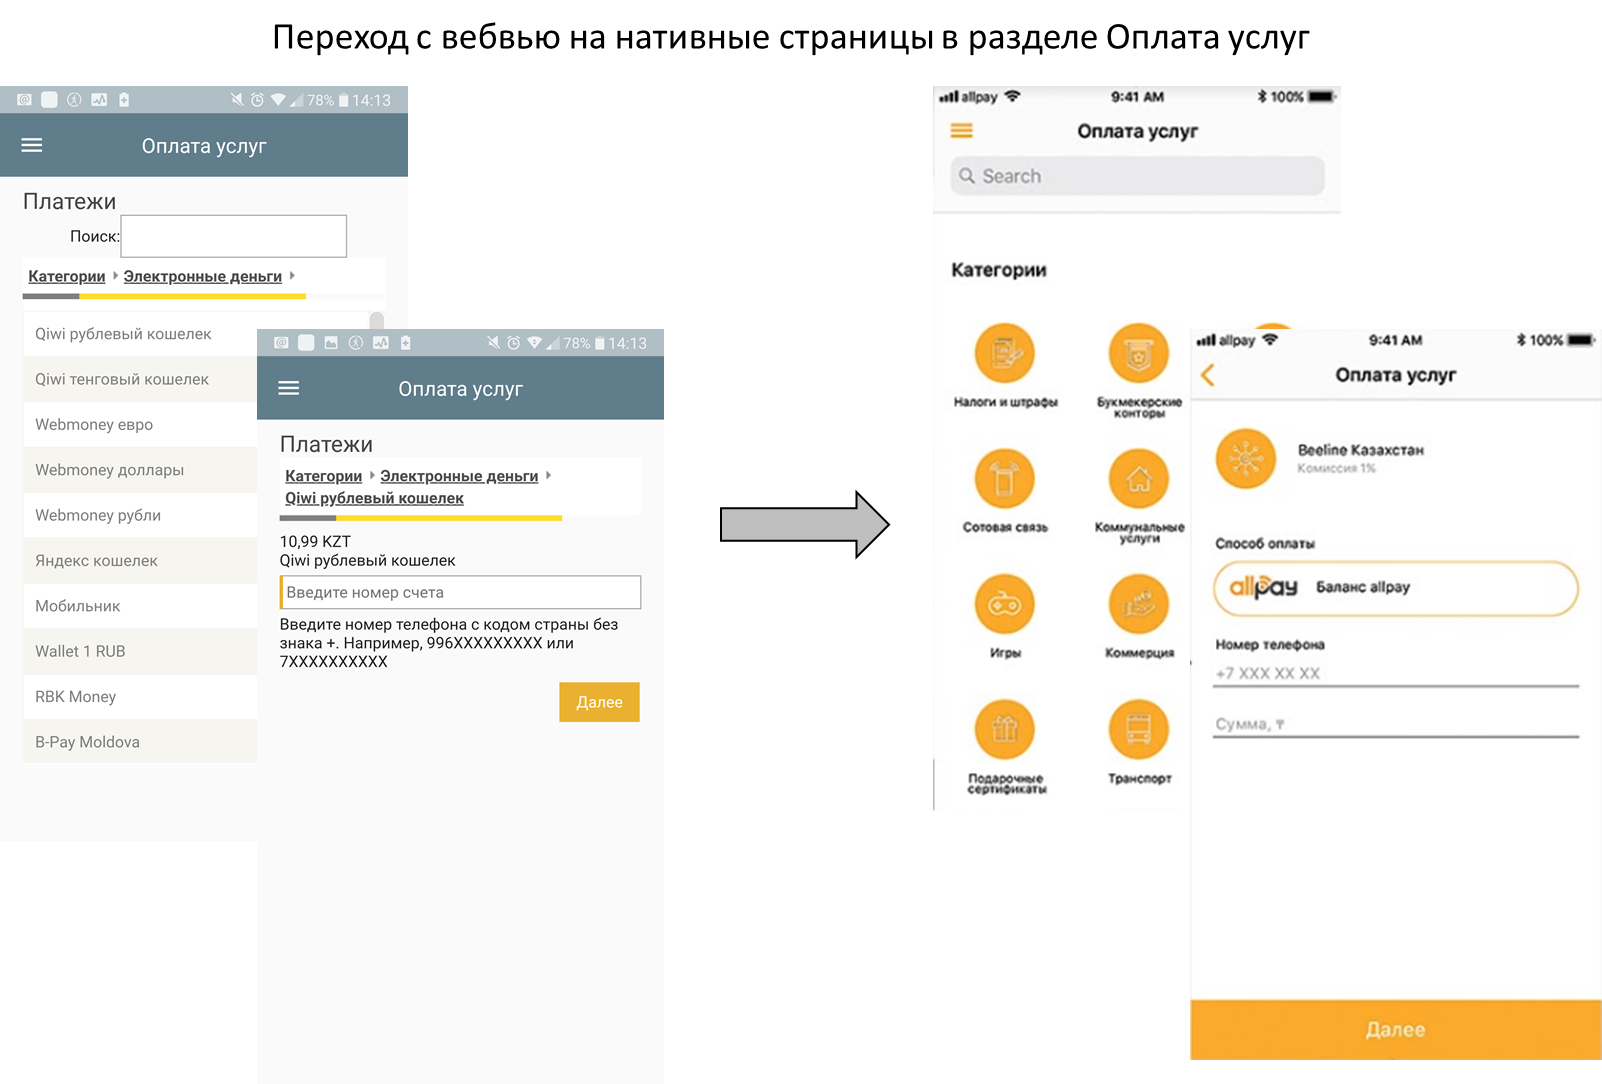 Переход с вебвью на нативные страницы в разделе Оплата услуг
78% 14:13
Оплата услуг
Платежи
Поиск:
Категории Электронные деньги
Qiwi рублевый кошелек
Qiwi тенговый кошелек
Webmoney евро
Webmoney доллары
Webmoney рубли
Яндекс кошелек
Мобильник
Wallet 1 RUB
RBK Money
B-Pay Moldova
78% 14:13
Оплата услуг
Платежи
Категории Электронные деньги
Qiwi рублевый кошелек
10,99 KZT
Qiwi рублевый кошелек
Введите номер счета
Введите номер телефона с кодом страны без
знака +. Например, 996XXXXXXXXX или
7XXXXXXXXXX
Далее
allpay 9:41 AM 100%
Оплата услуг
Search
Категории
Налоги и штрафы
Букмекерские
конторы
Сотовая связь
Коммунальные
услуги
Игры
Коммерция
Подарочные
сертификаты
Транспорт
allpay 9:41 AM 100%
Оплата услуг
Beeline Казахстан
Комиссия 1%
Способ оплаты
allpay Баланс allpay
Номер телефона
+7 XXX XX XX
Сумма, ₸
Далее